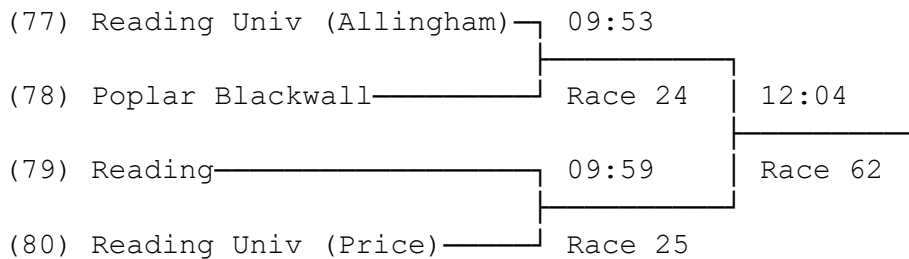 (77) Reading Univ (Allingham) 09:53
(78) Poplar Blackwall Race 24 12:04
(79) Reading 09:59 Race 62
(80) Reading Univ (Price) Race 25